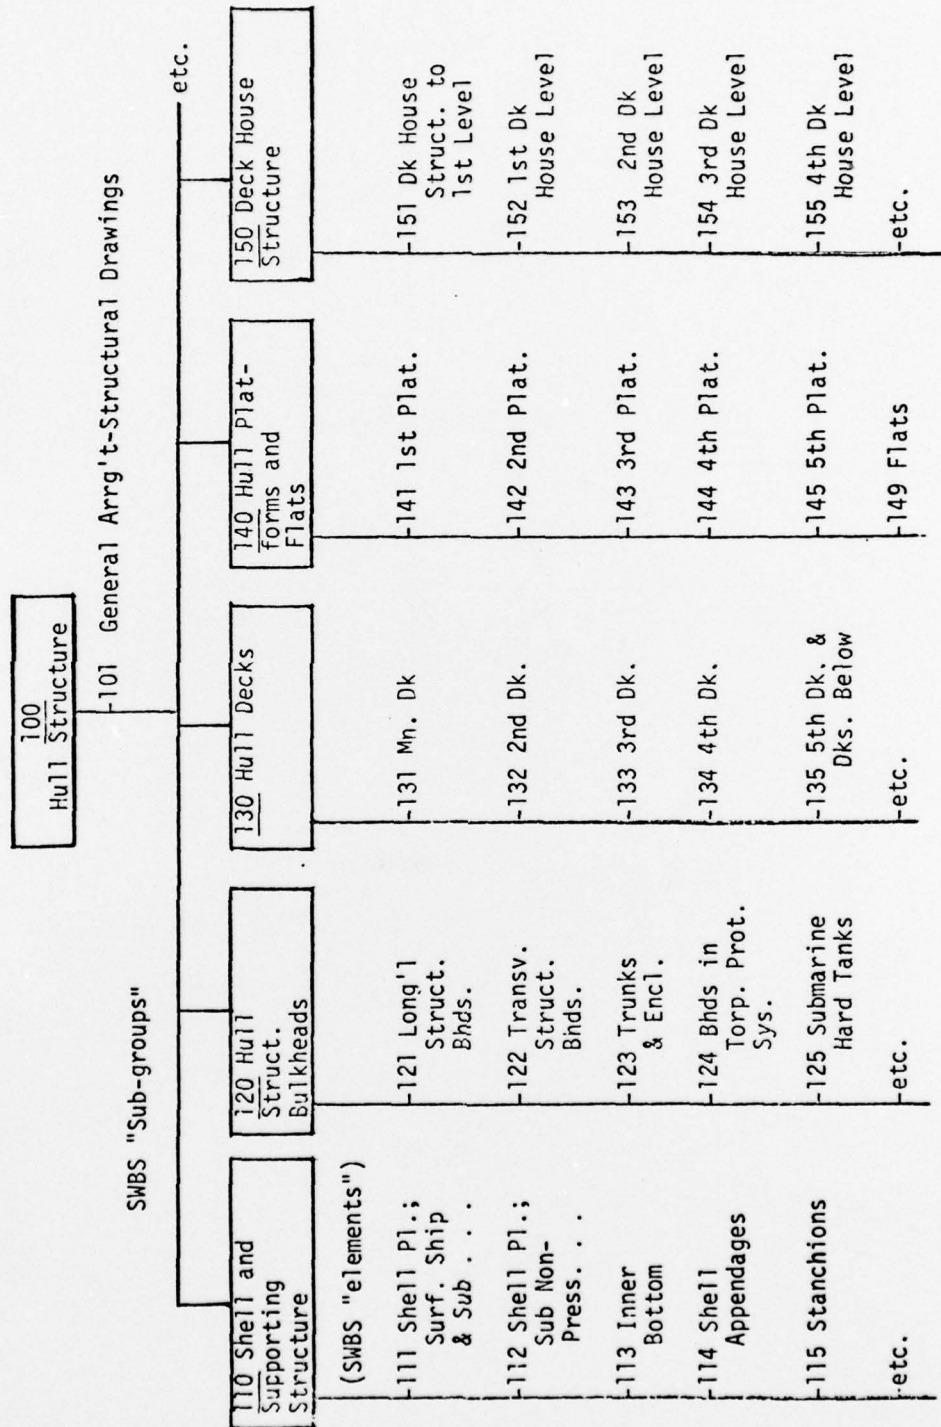 100
Hull Structure
-101 General Arrg't-Structural Drawings
SWBS "Sub-groups"
etc.
110 Shell and
Supporting
Structure
(SWBS "elements")
-111 Shell Pl.;
Surf. Ship
& Sub . . .
-112 Shell Pl.;
Sub Non-
Press. . .
-113 Inner
Bottom
-114 Shell
Appendages
-115 Stanchions
-etc.
120 Hull
Struct.
Bulkheads
-121 Long'l
Struct.
Bhds.
-122 Transv.
Struct.
Bhds.
-123 Trunks
& Encl.
-124 Bhds in
Torp. Prot.
Sys.
-125 Submarine
Hard Tanks
-etc.
130 Hull Decks
-131 Mn. Dk
-132 2nd Dk.
-133 3rd Dk.
-134 4th Dk.
-135 5th Dk. &
Dks. Below
-etc.
140 Hull Plat-
forms and
Flats
-141 1st Plat.
-142 2nd Plat.
-143 3rd Plat.
-144 4th Plat.
-145 5th Plat.
-149 Flats
150 Deck House
Structure
-151 Dk House
Struct. to
1st Level
-152 1st Dk
House Level
-153 2nd Dk
House Level
-154 3rd Dk
House Level
-155 4th Dk
House Level
-etc.